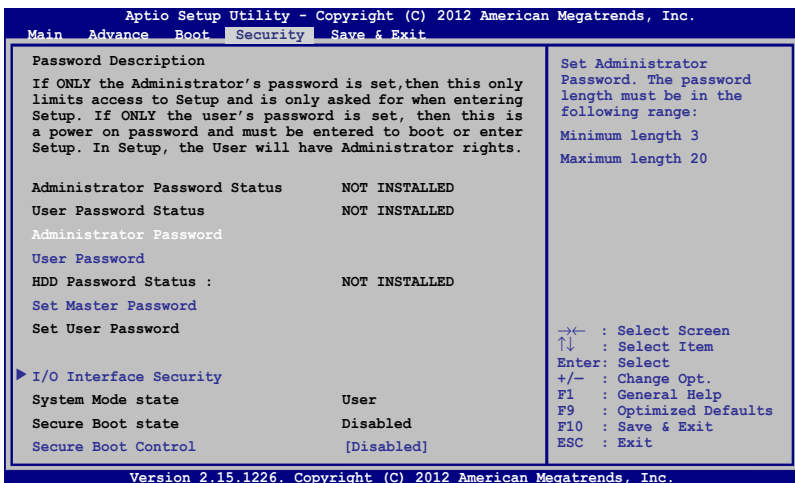 Aptio Setup Utility - Copyright (C) 2012 American Megatrends, Inc.
Main Advance Boot Security Save & Exit
Password Description
If ONLY the Administrator's password is set,then this only
limits access to Setup and is only asked for when entering
Setup. If ONLY the user's password is set, then this is
a power on password and must be entered to boot or enter
Setup. In Setup, the User will have Administrator rights.
Administrator Password Status NOT INSTALLED
User Password Status NOT INSTALLED
Administrator Password
User Password
HDD Password Status : NOT INSTALLED
Set Master Password
Set User Password
I/O Interface Security
System Mode state User
Secure Boot state Disabled
Secure Boot Control [Disabled]
Set Administrator
Password. The password
length must be in the
following range:
Minimum length 3
Maximum length 20
→← : Select Screen
↑↓ : Select Item
Enter: Select
+/— : Change Opt.
F1 : General Help
F9 : Optimized Defaults
F10 : Save & Exit
ESC : Exit
Version 2.15.1226. Copyright (C) 2012 American Megatrends, Inc.